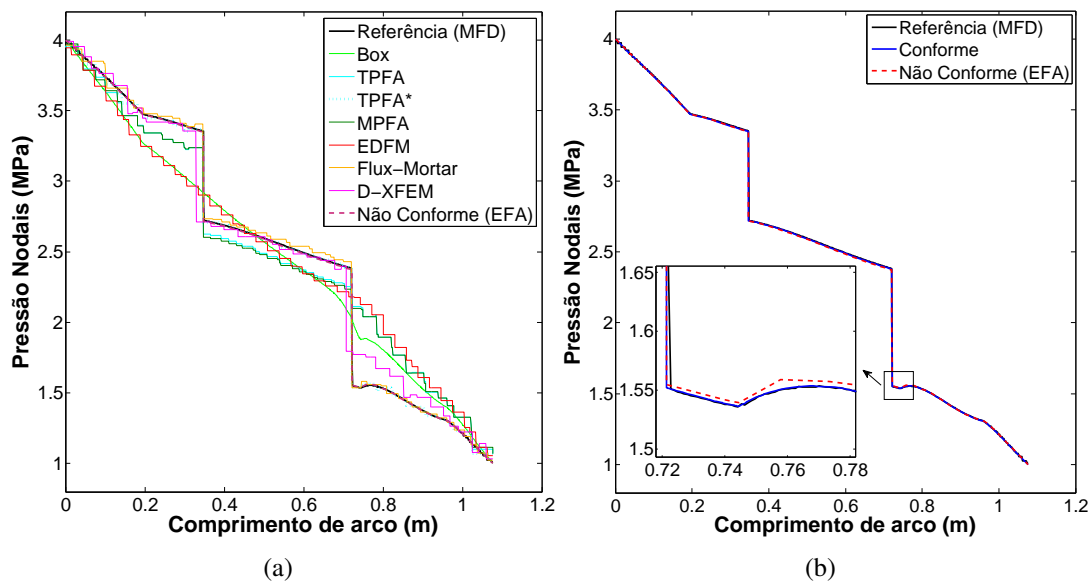 Referência (MFD)
Box
TPFA
TPFA*
MPFA
EDFM
Flux-Mortar
D-XFEM
Não Conforme (EFA)
Pressão Nodais (MPa)
4
3.5
3
2.5
2
1.5
1
0
0.2
0.4
0.6
0.8
1
1.2
Comprimento de arco (m)
(a)
Referência (MFD)
Conforme
Não Conforme (EFA)
Pressão Nodais (MPa)
4
3.5
3
2.5
2
1.5
1
1.65
1.6
1.55
1.5
0.72
0.74
0.76
0.78
0
0.2
0.4
0.6
0.8
1
1.2
Comprimento de arco (m)
(b)